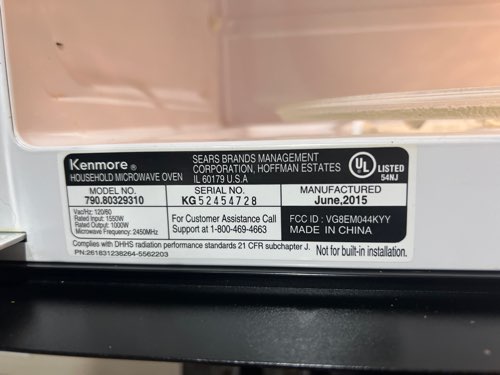 Kenmore®
HOUSEHOLD MICROWAVE OVEN
SEARS BRANDS MANAGEMENT
CORPORATION, HOFFMAN ESTATES
IL 60179 U.S.A
UL
®
LISTED
54NJ
MODEL NO.
790.80329310
SERIAL NO.
KG52454728
MANUFACTURED
June,2015
Vac/Hz: 120/60
Rated Input: 1550W
Rated Output: 1000W
Microwave Frequency: 2450MHz
For Customer Assistance Call
Support at 1-800-469-4663
FCC ID : VG8EM044KYY
MADE IN CHINA
Complies with DHHS radiation performance standards 21 CFR subchapter J.
Not for built-in installation.
PN:261831238264-5562203